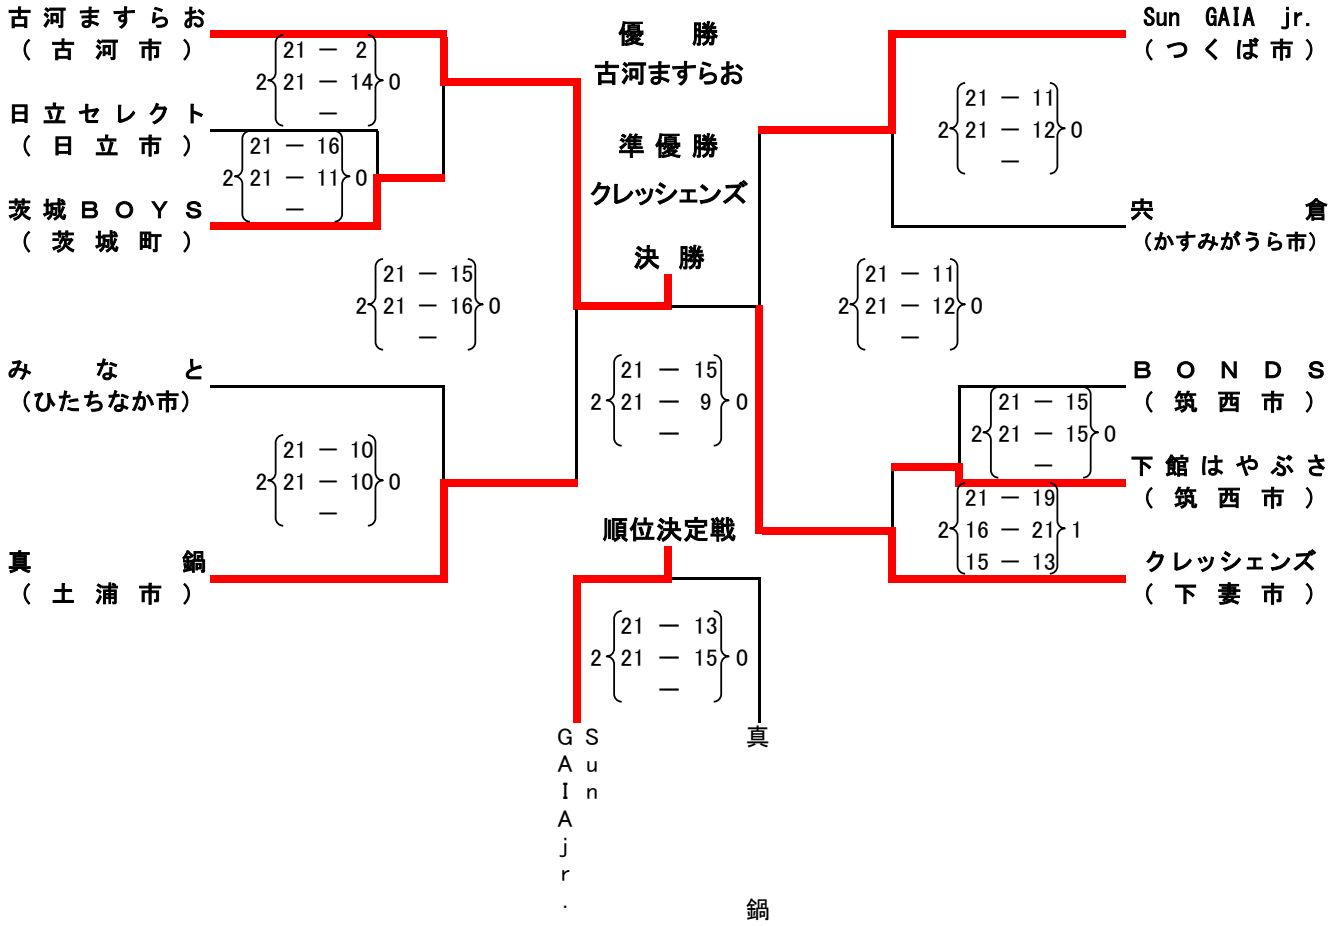 古河ますらお
(古河市)
21 － 2
2 21 － 14 0
－
日立セレクト
(日立市)
21 － 16
2 21 － 11 0
－
茨城ＢＯＹＳ
(茨城町)
21 － 15
2 21 － 16 0
－
みなと
(ひたちなか市)
21 － 10
2 21 － 10 0
－
真鍋
(土浦市)
優勝
古河ますらお
準優勝
クレッシェンズ
決勝
21 － 15
2 21 － 9 0
－
順位決定戦
21 － 13
2 21 － 15 0
－
Sun
GAIAjr.
真鍋
Sun GAIA jr.
(つくば市)
21 － 11
2 21 － 12 0
－
宍倉
(かすみがうら市)
21 － 11
2 21 － 12 0
－
ＢＯＮＤＳ
(筑西市)
21 － 15
2 21 － 15 0
－
下館はやぶさ
(筑西市)
21 － 19
2 16 － 21 1
15 － 13
クレッシェンズ
(下妻市)